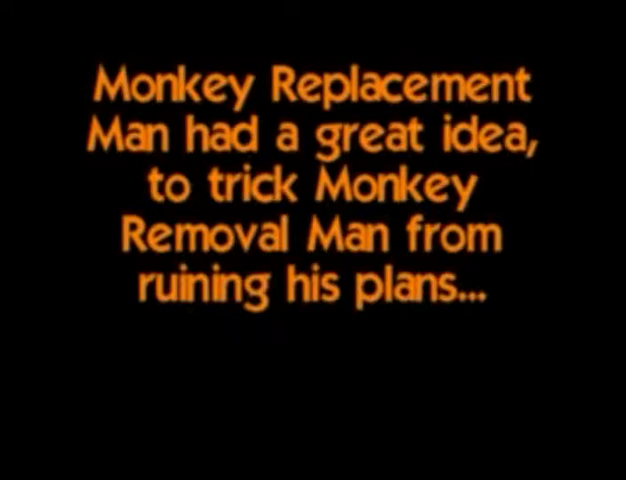 Monkey Replacement
Man had a great idea,
to trick Monkey
Removal Man from
ruining his plans...